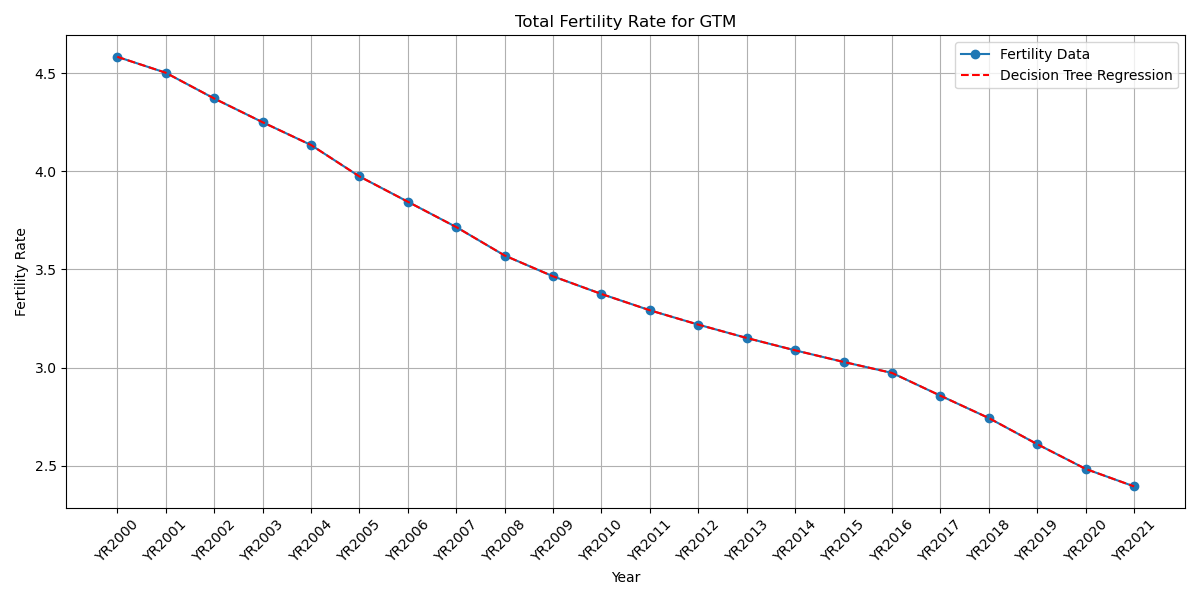 Total Fertility Rate for GTM
Fertility Data
Decision Tree Regression
Fertility Rate
4.5
4.0
3.5
3.0
2.5
YR2000
YR2001
YR2002
YR2003
YR2004
YR2005
YR2006
YR2007
YR2008
YR2009
YR2010
YR2011
YR2012
YR2013
YR2014
YR2015
YR2016
YR2017
YR2018
YR2019
YR2020
YR2021
Year